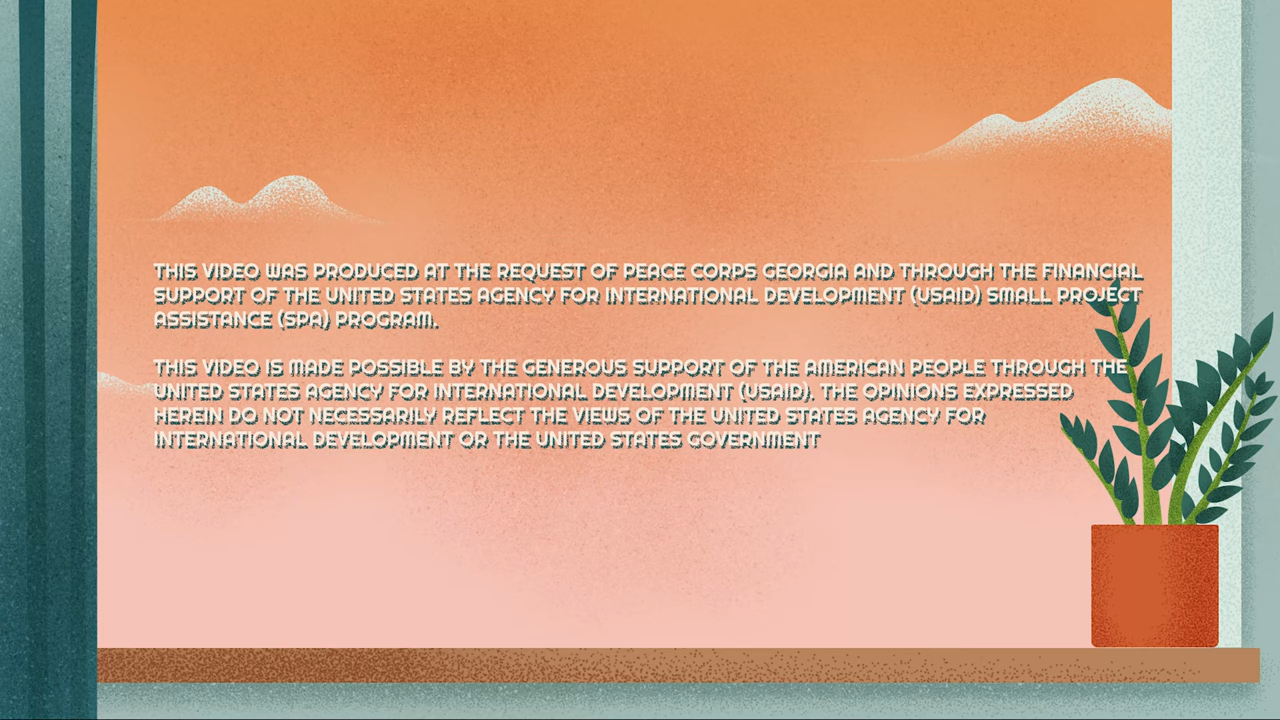 THIS VIDEO WAS PRODUCED AT THE REQUEST OF PEACE CORPS GEORGIA AND THROUGH THE FINANCIAL
SUPPORT OF THE UNITED STATES AGENCY FOR INTERNATIONAL DEVELOPMENT (USAID) SMALL PROJECT
ASSISTANCE (SPA) PROGRAM.
THIS VIDEO IS MADE POSSIBLE BY THE GENEROUS SUPPORT OF THE AMERICAN PEOPLE THROUGH THE
UNITED STATES AGENCY FOR INTERNATIONAL DEVELOPMENT (USAID). THE OPINIONS EXPRESSED
HEREIN DO NOT NECESSARILY REFLECT THE VIEWS OF THE UNITED STATES AGENCY FOR
INTERNATIONAL DEVELOPMENT OR THE UNITED STATES GOVERNMENT